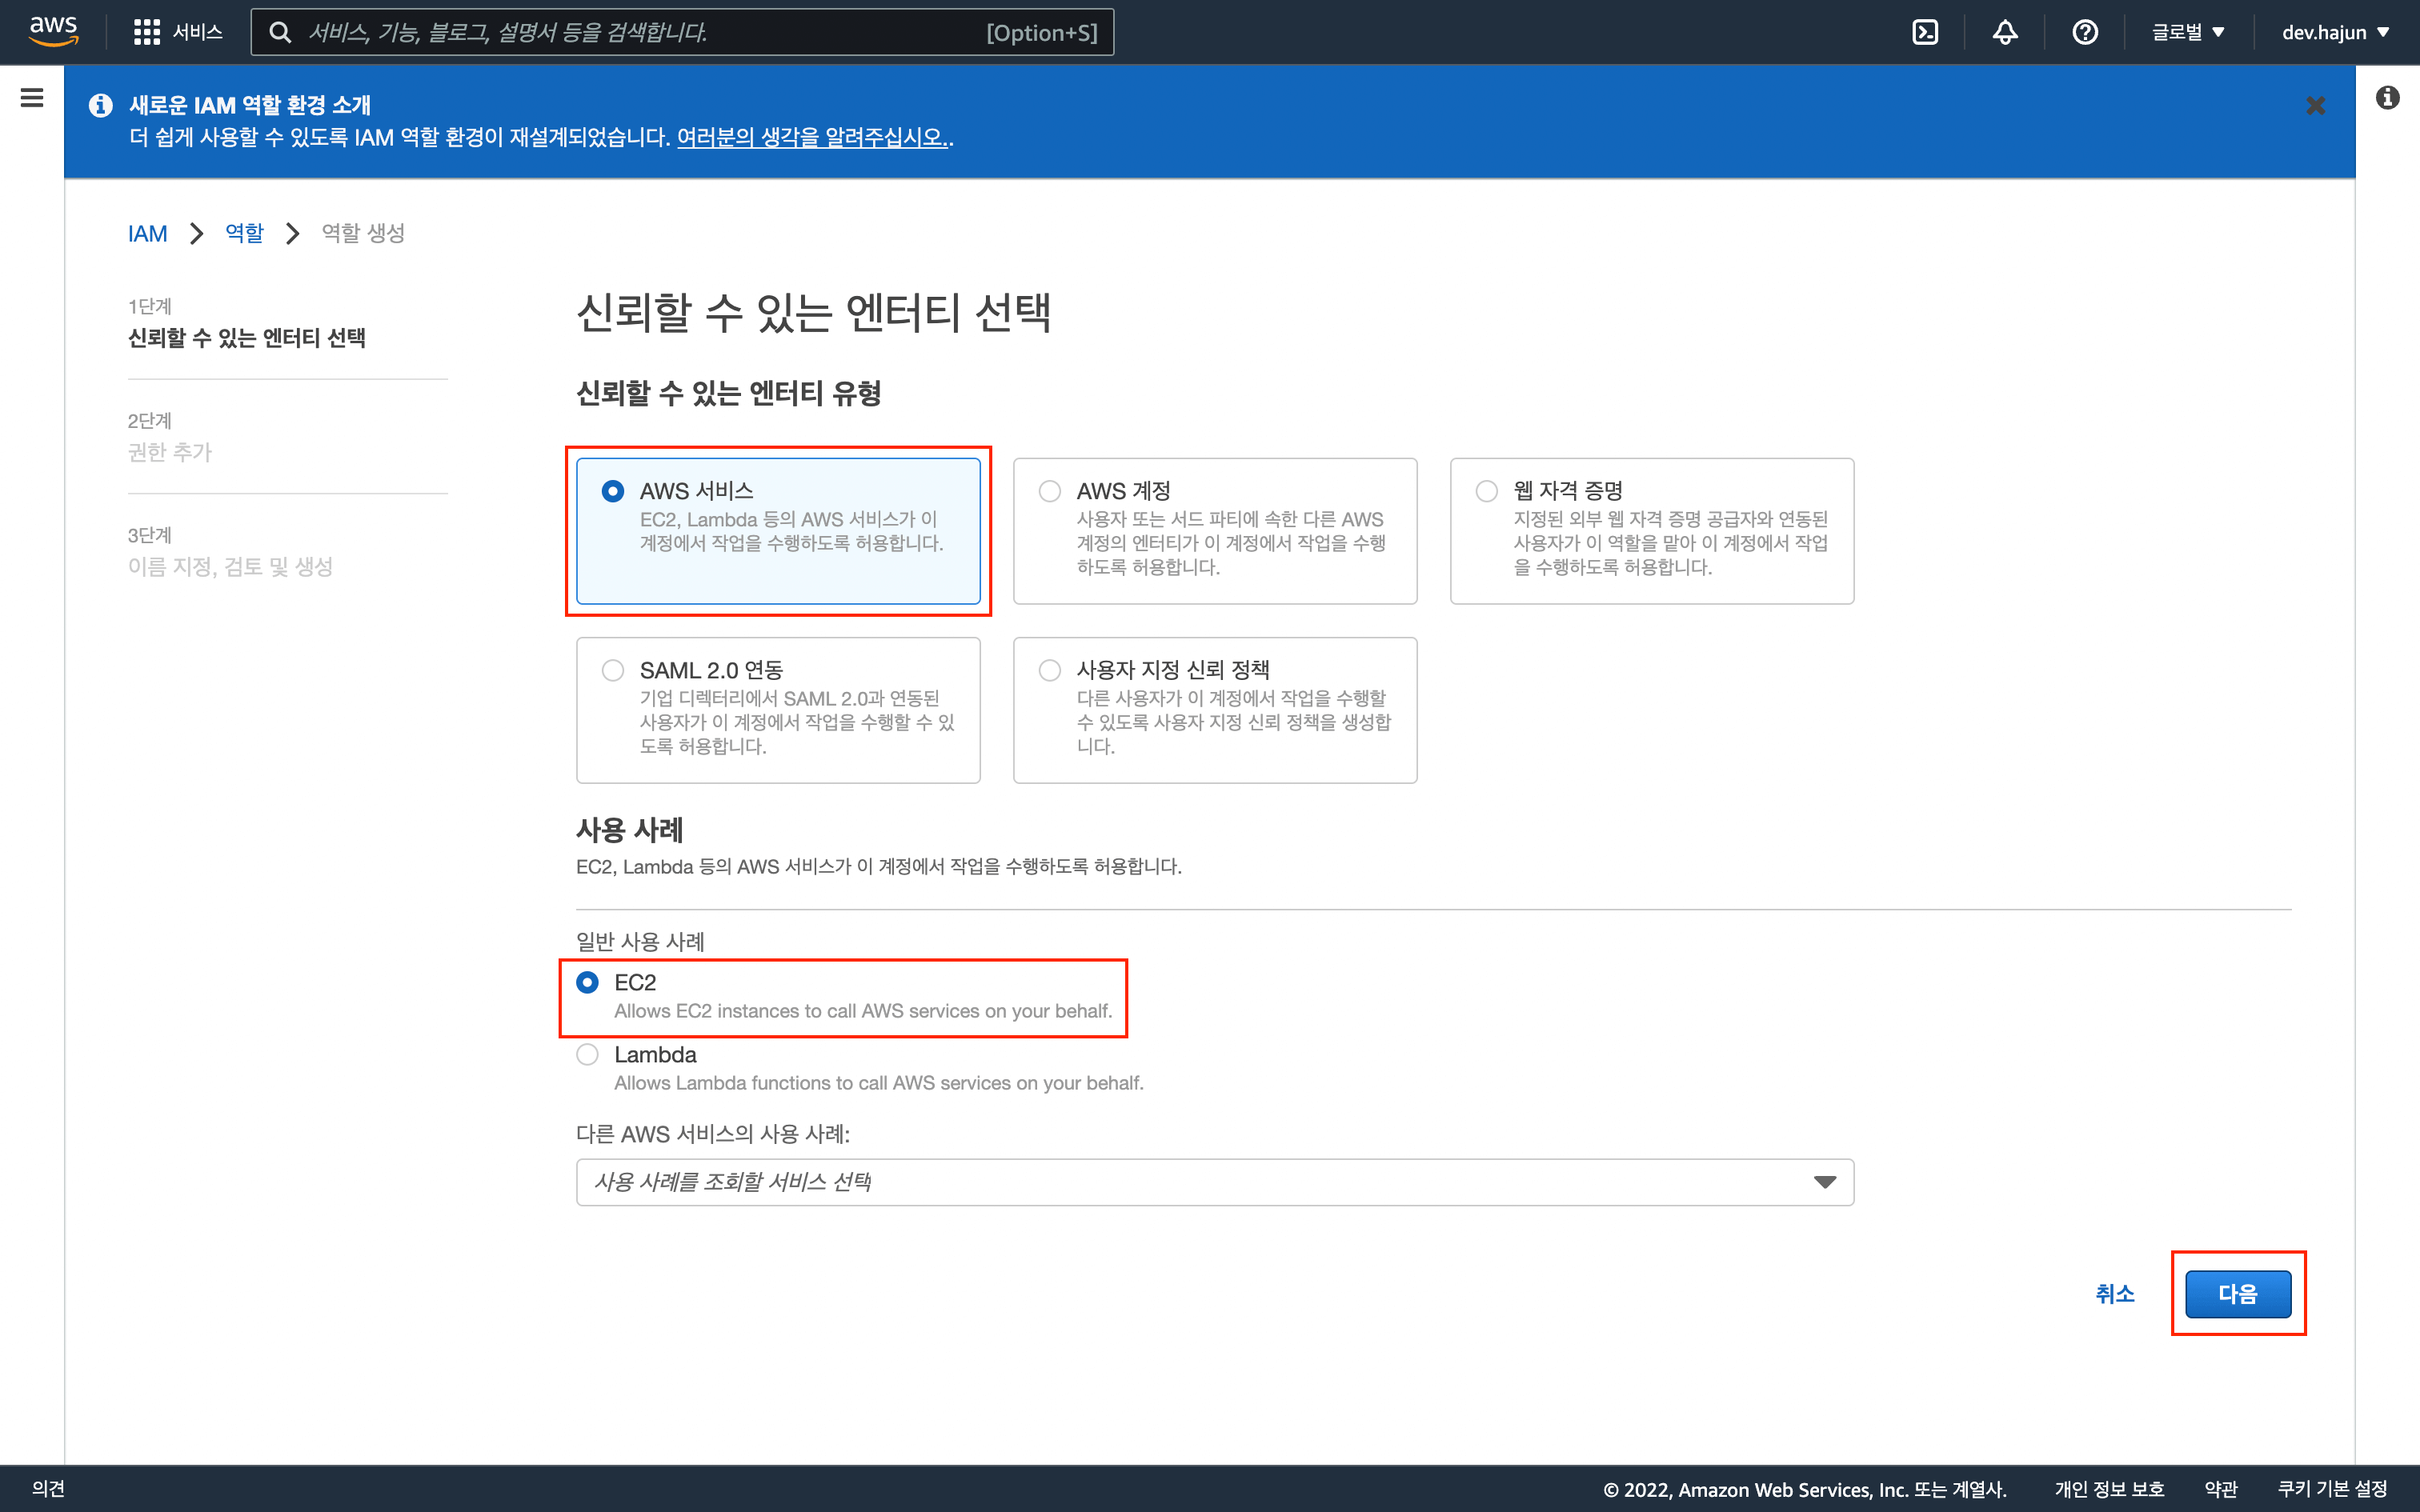 aws
서비스
서비스, 기능, 블로그, 설명서 등을 검색합니다.
[Option+S]
글로벌
dev.hajun
새로운 IAM 역할 환경 소개
더 쉽게 사용할 수 있도록 IAM 역할 환경이 재설계되었습니다. 여러분의 생각을 알려주십시오..
IAM
역할
역할 생성
1단계
신뢰할 수 있는 엔터티 선택
2단계
권한 추가
3단계
이름 지정, 검토 및 생성
신뢰할 수 있는 엔터티 선택
신뢰할 수 있는 엔터티 유형
AWS 서비스
EC2, Lambda 등의 AWS 서비스가 이
계정에서 작업을 수행하도록 허용합니다.
AWS 계정
사용자 또는 서드 파티에 속한 다른 AWS
계정의 엔터티가 이 계정에서 작업을 수행
하도록 허용합니다.
웹 자격 증명
지정된 외부 웹 자격 증명 공급자와 연동된
사용자가 이 역할을 맡아 이 계정에서 작업
을 수행하도록 허용합니다.
SAML 2.0 연동
기업 디렉터리에서 SAML 2.0과 연동된
사용자가 이 계정에서 작업을 수행할 수 있
도록 허용합니다.
사용자 지정 신뢰 정책
다른 사용자가 이 계정에서 작업을 수행할
수 있도록 사용자 지정 신뢰 정책을 생성합
니다.
사용 사례
EC2, Lambda 등의 AWS 서비스가 이 계정에서 작업을 수행하도록 허용합니다.
일반 사용 사례
EC2
Allows EC2 instances to call AWS services on your behalf.
Lambda
Allows Lambda functions to call AWS services on your behalf.
다른 AWS 서비스의 사용 사례:
사용 사례를 조회할 서비스 선택
취소
다음
의견
© 2022, Amazon Web Services, Inc. 또는 계열사.
개인 정보 보호
약관
쿠키 기본 설정